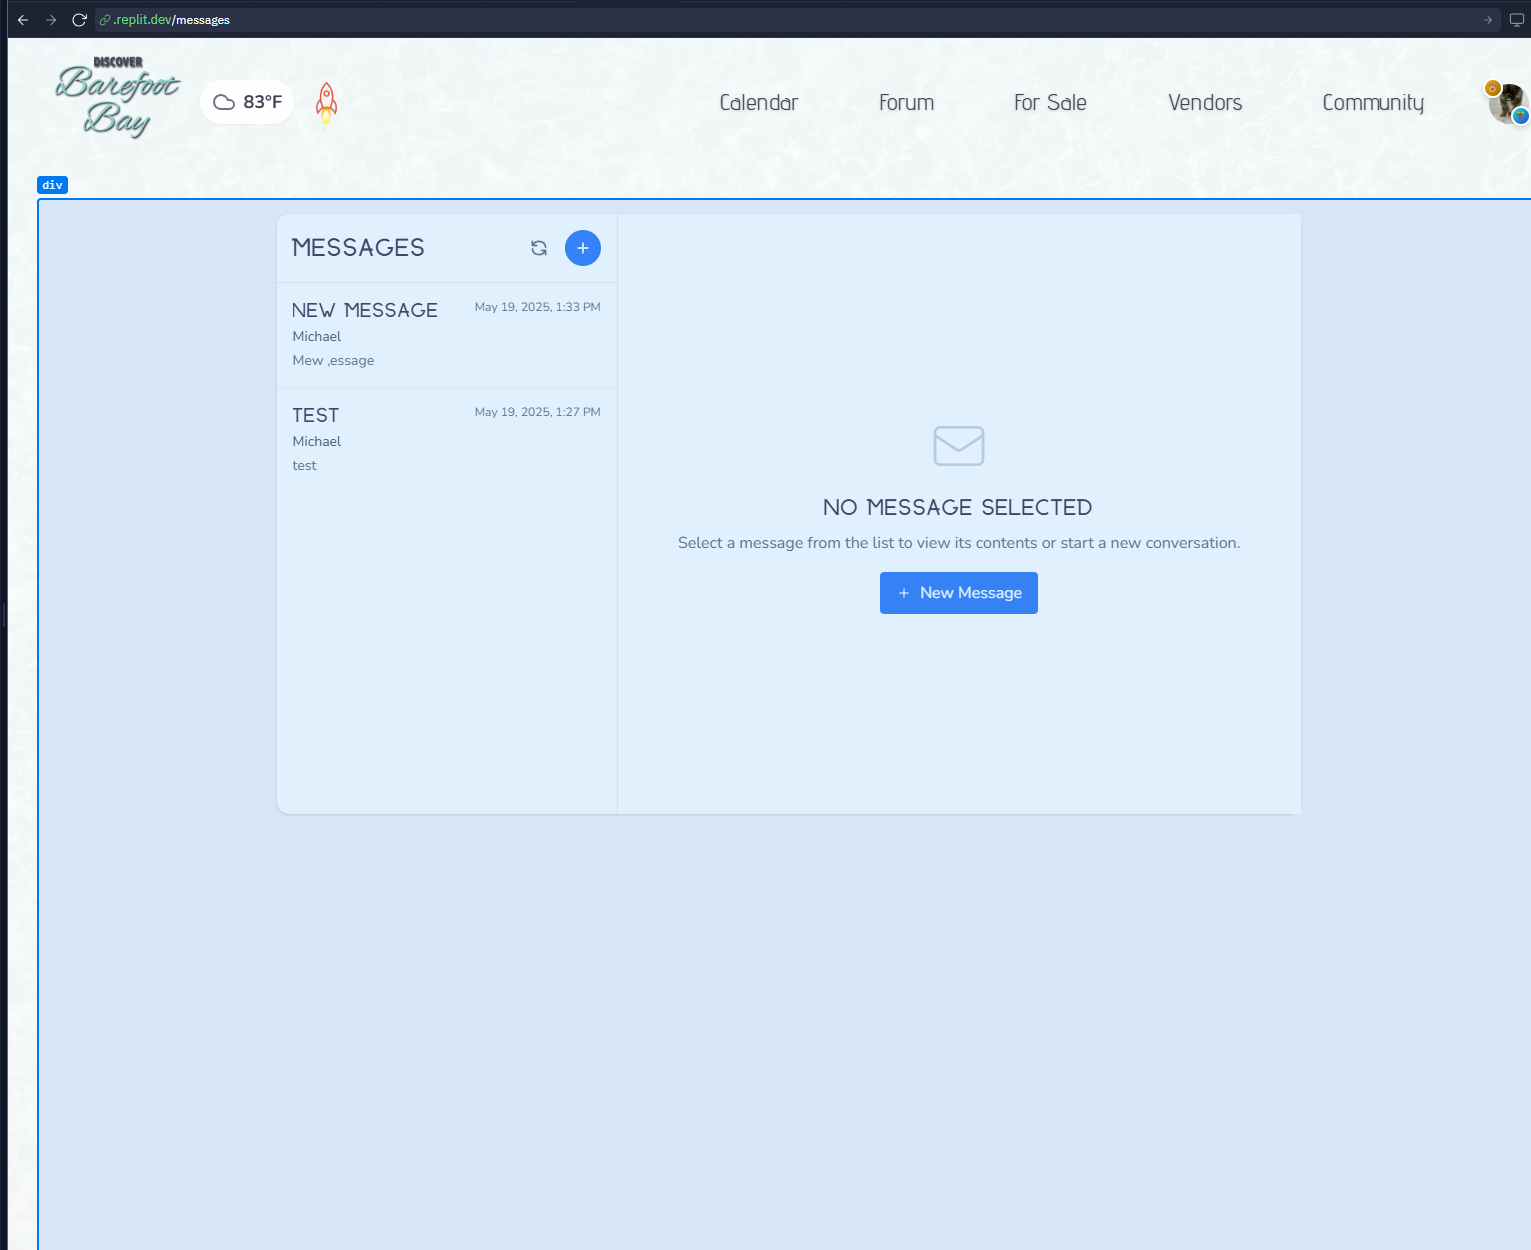 .replit.dev/messages
DISCOVER
Barefoot
Bay
83°F
Calendar
Forum
For Sale
Vendors
Community
div
MESSAGES
NEW MESSAGE
May 19, 2025, 1:33 PM
Michael
Mew ,essage
TEST
May 19, 2025, 1:27 PM
Michael
test
NO MESSAGE SELECTED
Select a message from the list to view its contents or start a new conversation.
+ New Message